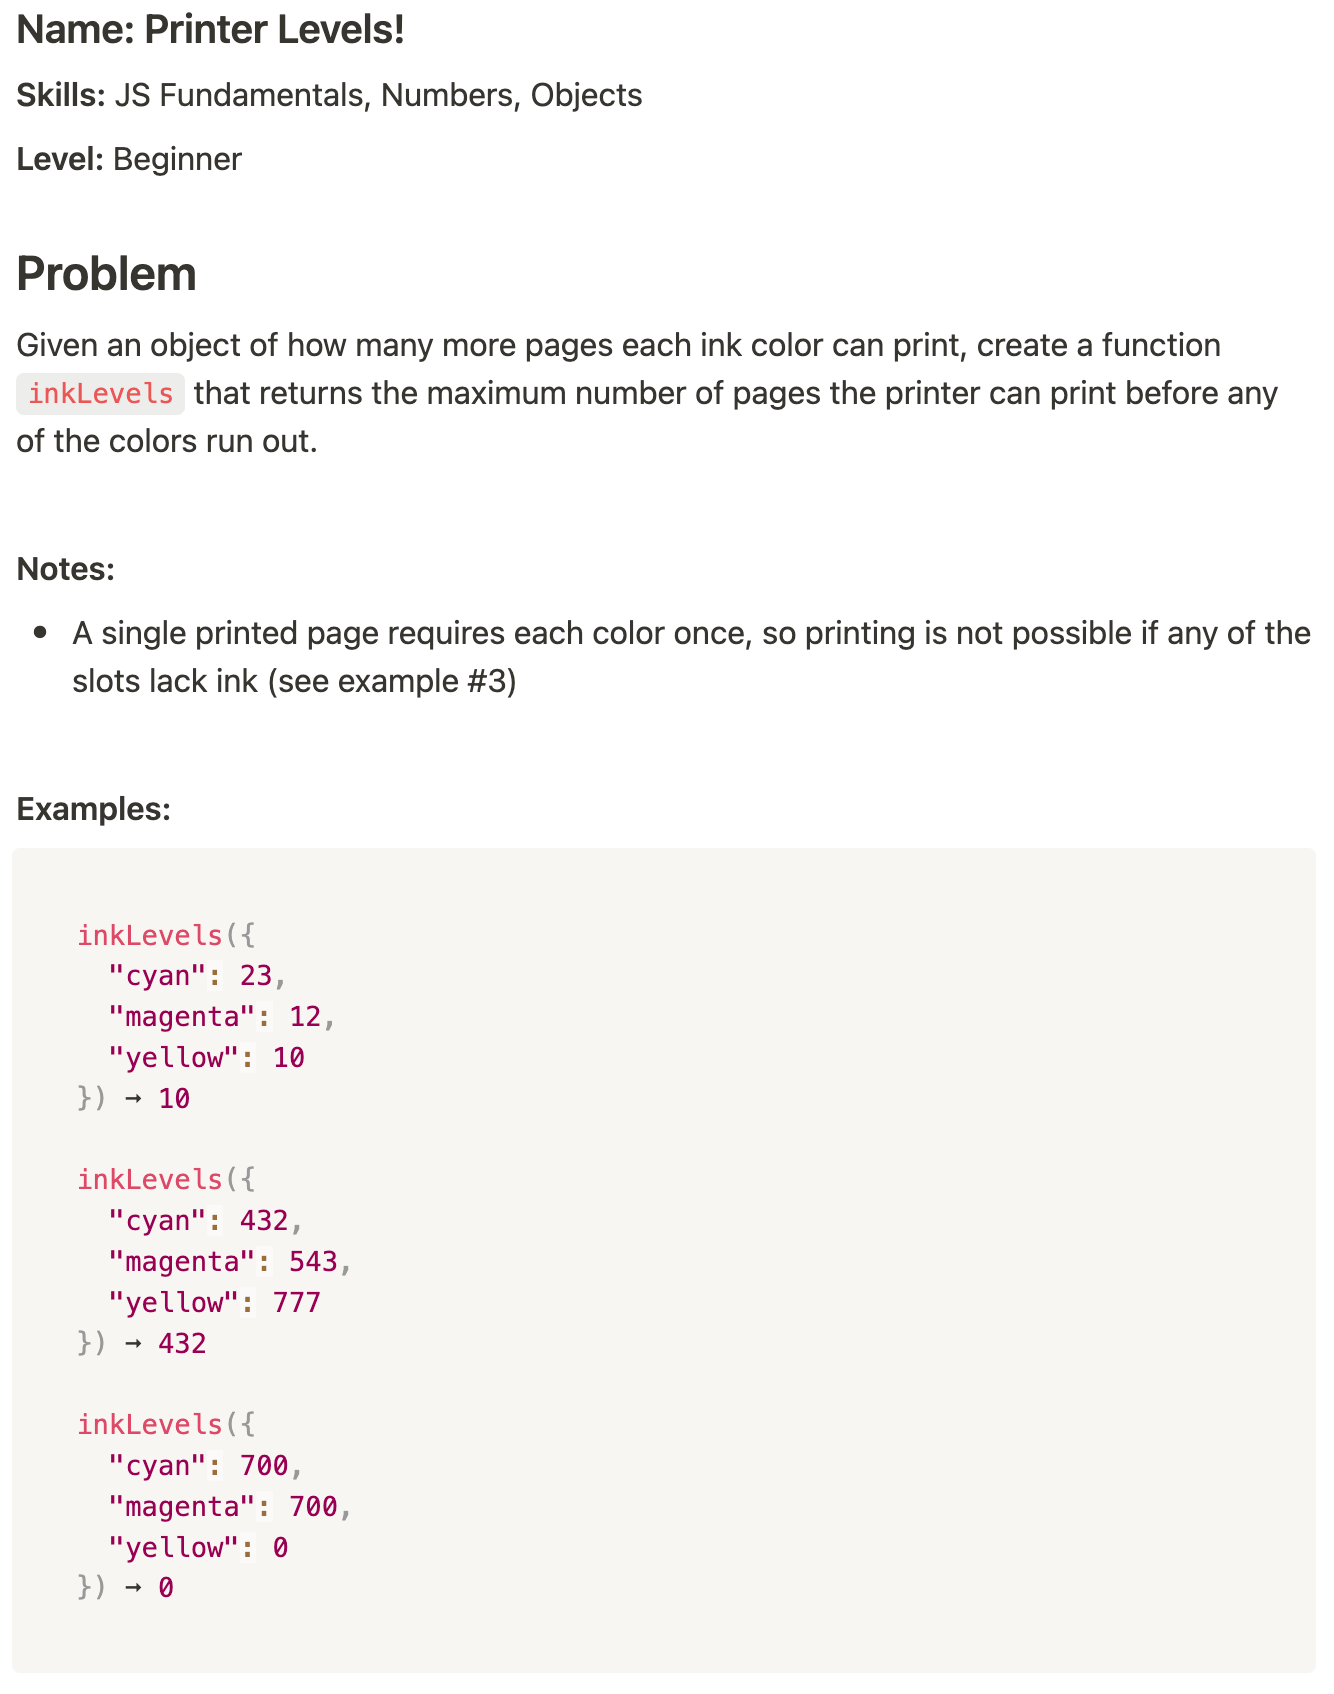 Name: Printer Levels!
Skills: JS Fundamentals, Numbers, Objects
Level: Beginner
Problem
Given an object of how many more pages each ink color can print, create a function
inkLevels that returns the maximum number of pages the printer can print before any
of the colors run out.
Notes:
• A single printed page requires each color once, so printing is not possible if any of the
slots lack ink (see example #3)
Examples:
inkLevels({
  "cyan": 23,
  "magenta": 12,
  "yellow": 10
}) → 10
inkLevels({
  "cyan": 432,
  "magenta": 543,
  "yellow": 777
}) → 432
inkLevels({
  "cyan": 700,
  "magenta": 700,
  "yellow": 0
}) → 0